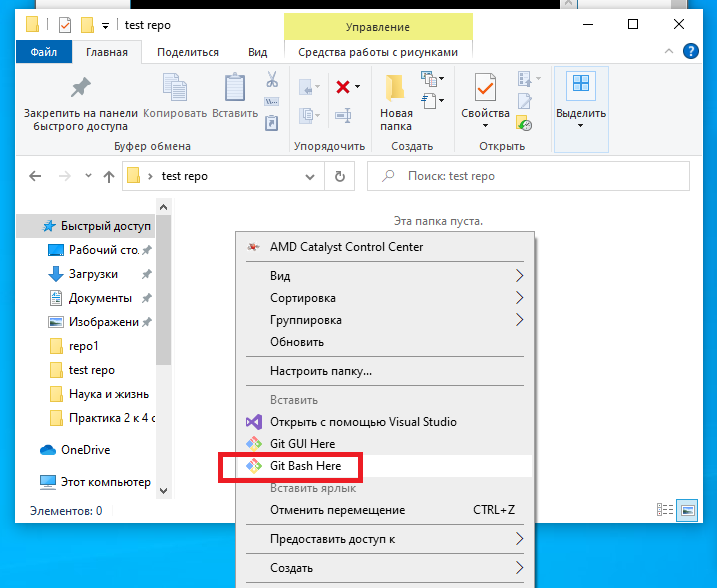 test repo
Управление
Файл
Главная
Поделиться
Вид
Средства работы с рисунками
Закрепить на панели
быстрого доступа
Копировать
Вставить
Буфер обмена
Упорядочить
Новая
папка
Создать
Свойства
Открыть
Выделить
test repo
Поиск: test repo
Эта папка пуста.
Быстрый доступ
Рабочий сто.
Загрузки
Документы
Изображени
repo1
test repo
Наука и жизнь
Практика 2 к 4 с
OneDrive
Этот компьютер
Элементов: 0
AMD Catalyst Control Center
Вид
Сортировка
Группировка
Обновить
Настроить папку...
Вставить
Открыть с помощью Visual Studio
Git GUI Here
Git Bash Here
Вставить ярлык
Отменить перемещение CTRL+Z
Предоставить доступ к
Создать